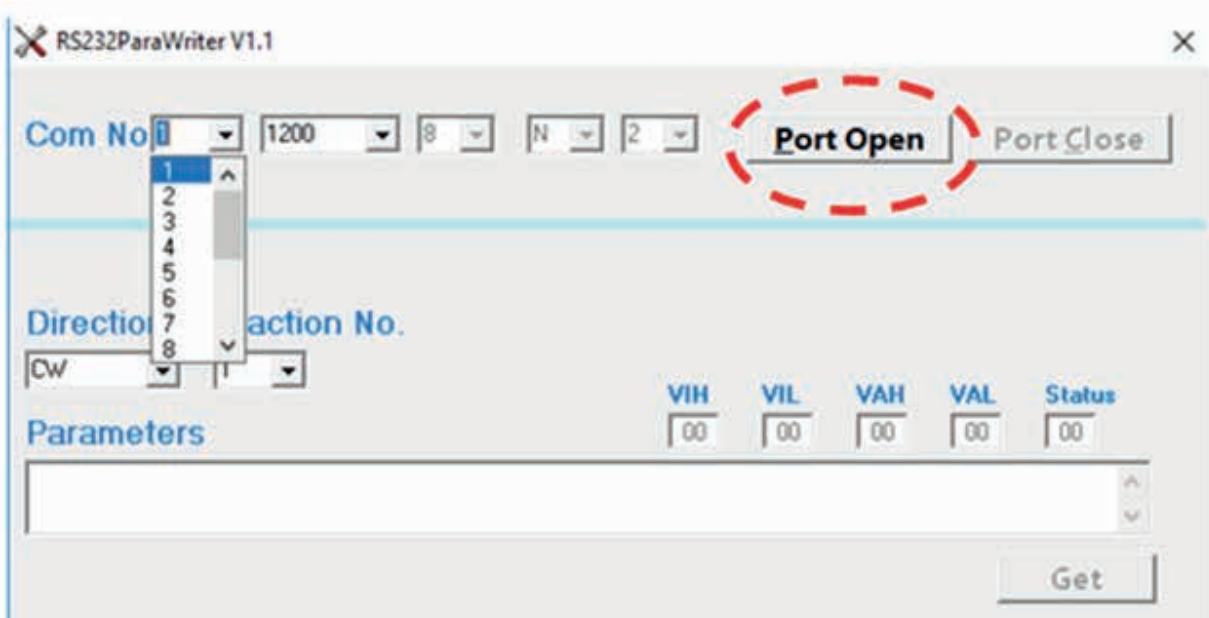 RS232ParaWriter V1.1
Com No 1 1200 8 N 2 Port Open Port Close
1
2
3
4
5
6
7
8
Directio action No.
CW 1
VIH VIL VAH VAL Status
Parameters 00 00 00 00 00
Get